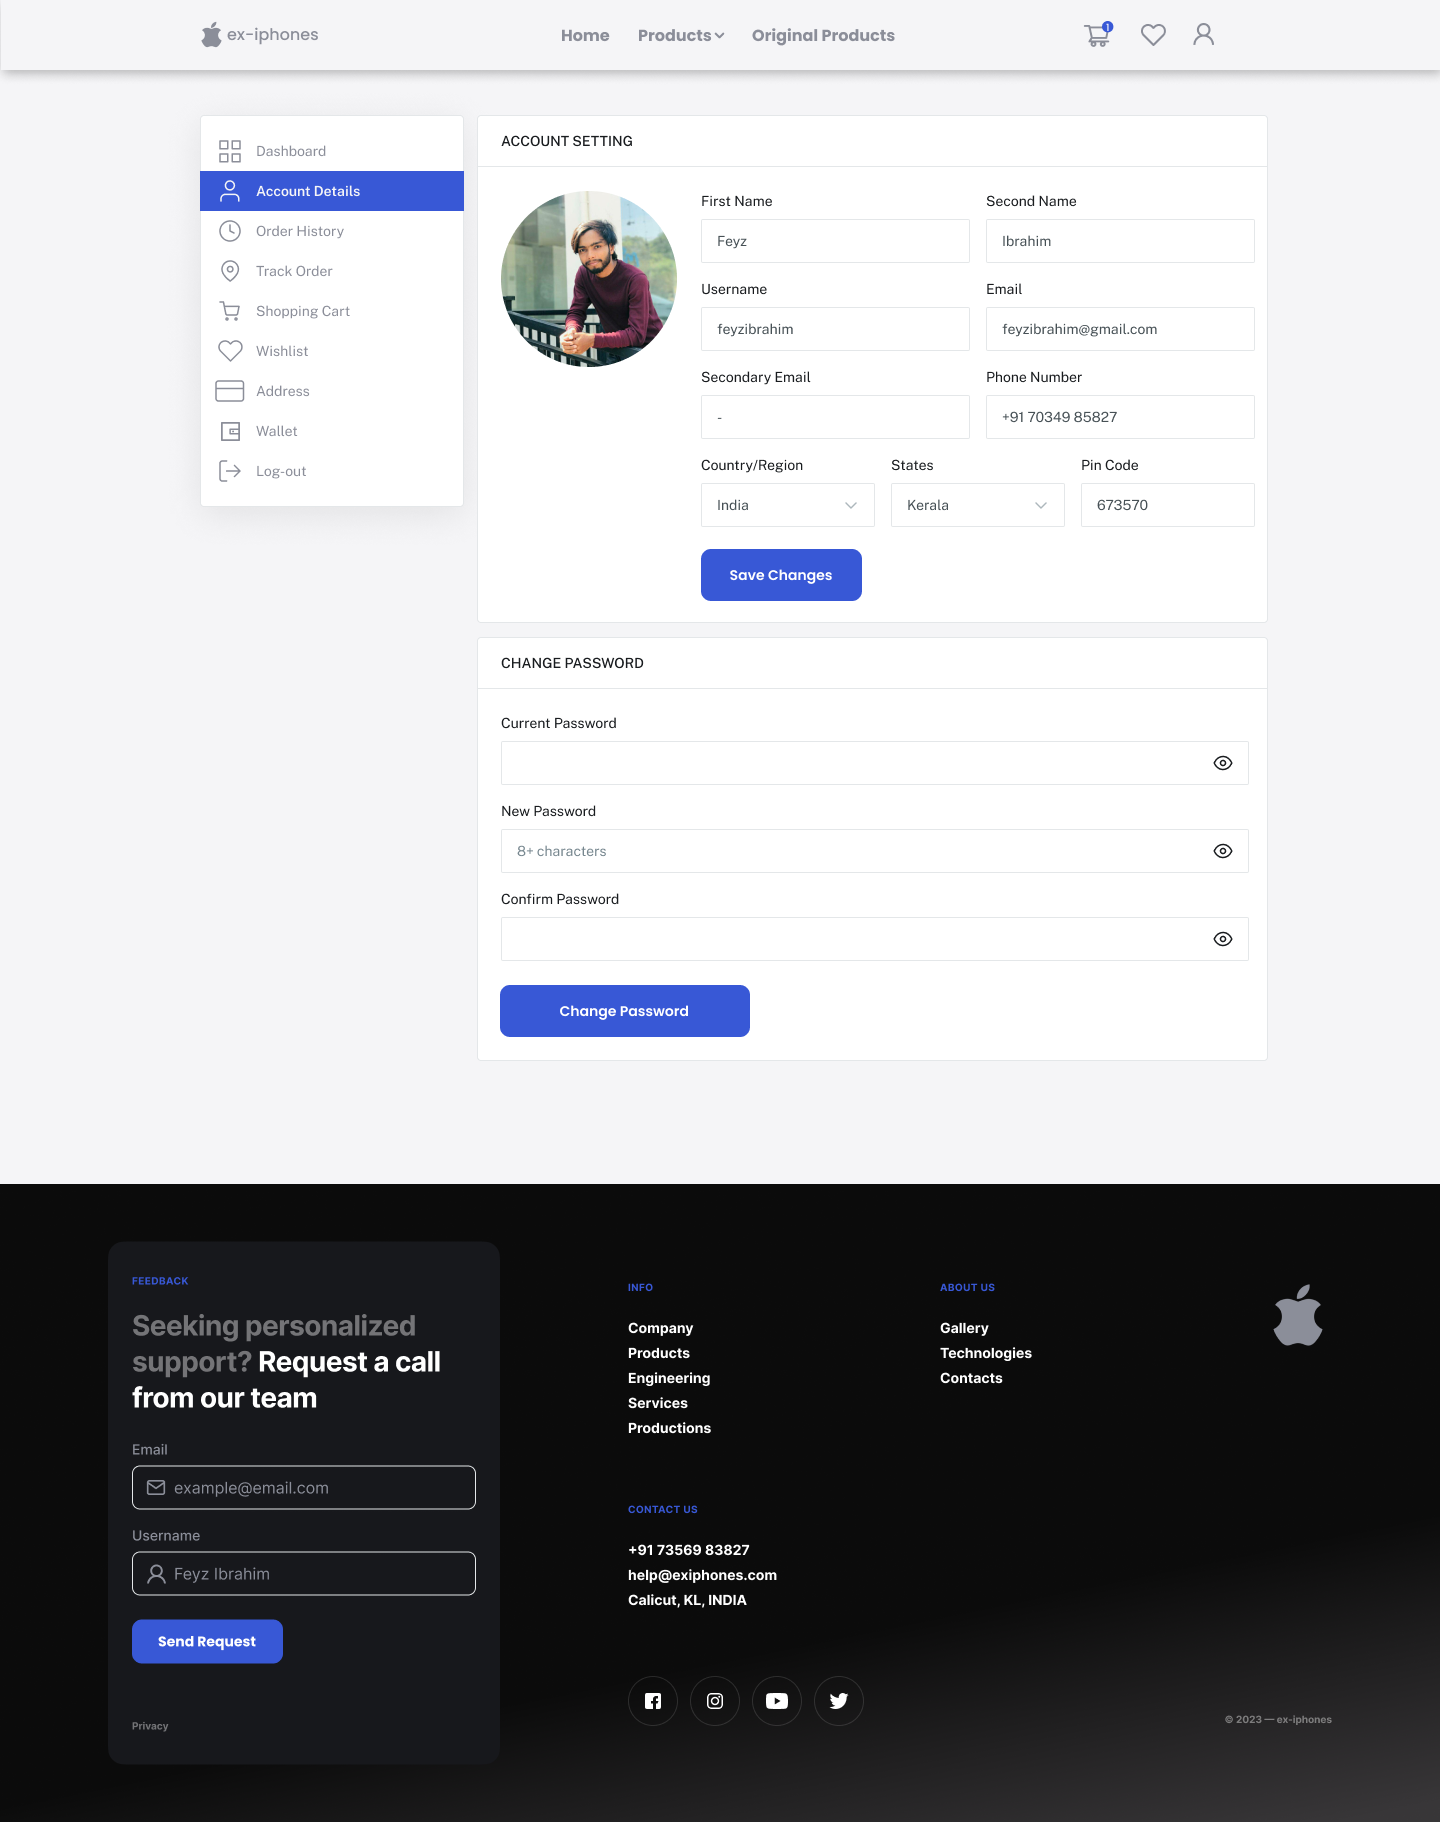 ex-iphones
Home
Products
Original Products
1
Dashboard
Account Details
Order History
Track Order
Shopping Cart
Wishlist
Address
Wallet
Log-out
ACCOUNT SETTING
First Name
Second Name
Feyz
Ibrahim
Username
Email
feyzibrahim
feyzibrahim@gmail.com
Secondary Email
Phone Number
-
+91 70349 85827
Country/Region
States
Pin Code
India
Kerala
673570
Save Changes
CHANGE PASSWORD
Current Password
New Password
8+ characters
Confirm Password
Change Password
FEEDBACK
Seeking personalized
support? Request a call
from our team
Email
example@email.com
Username
Feyz Ibrahim
Send Request
Privacy
INFO
Company
Products
Engineering
Services
Productions
ABOUT US
Gallery
Technologies
Contacts
CONTACT US
+91 73569 83827
help@exiphones.com
Calicut, KL, INDIA
© 2023 — ex-iphones